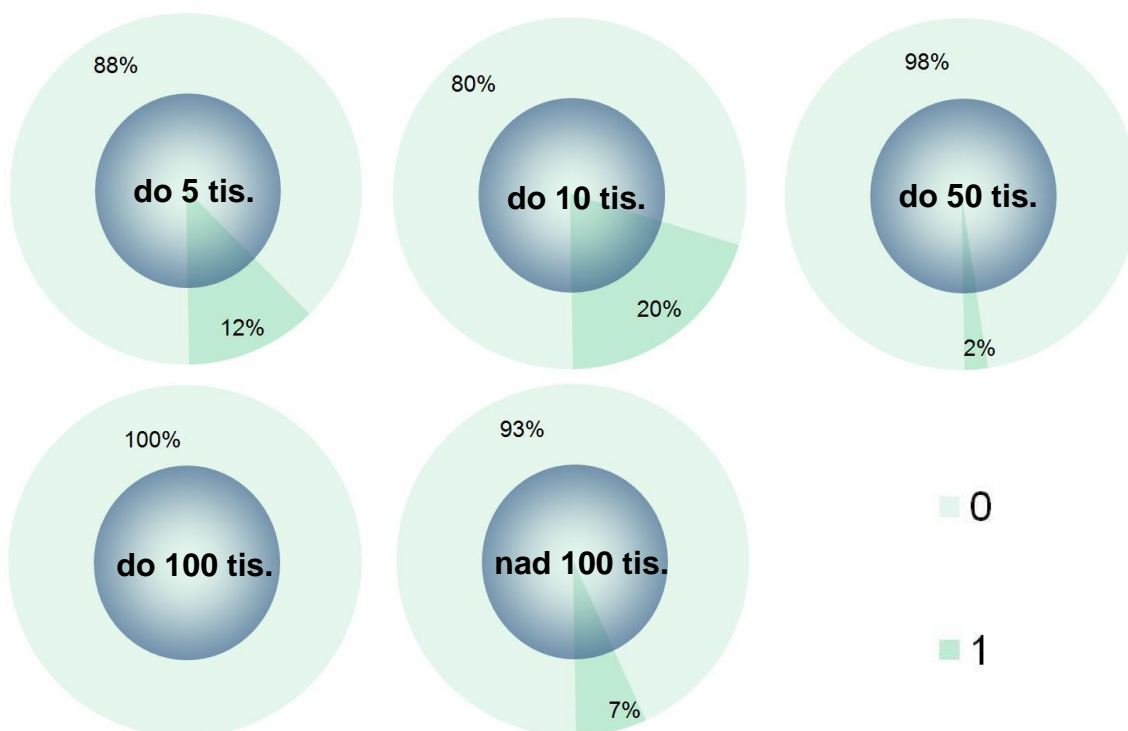 88%
do 5 tis.
12%
80%
do 10 tis.
20%
98%
do 50 tis.
2%
100%
do 100 tis.
93%
nad 100 tis.
7%
0
1